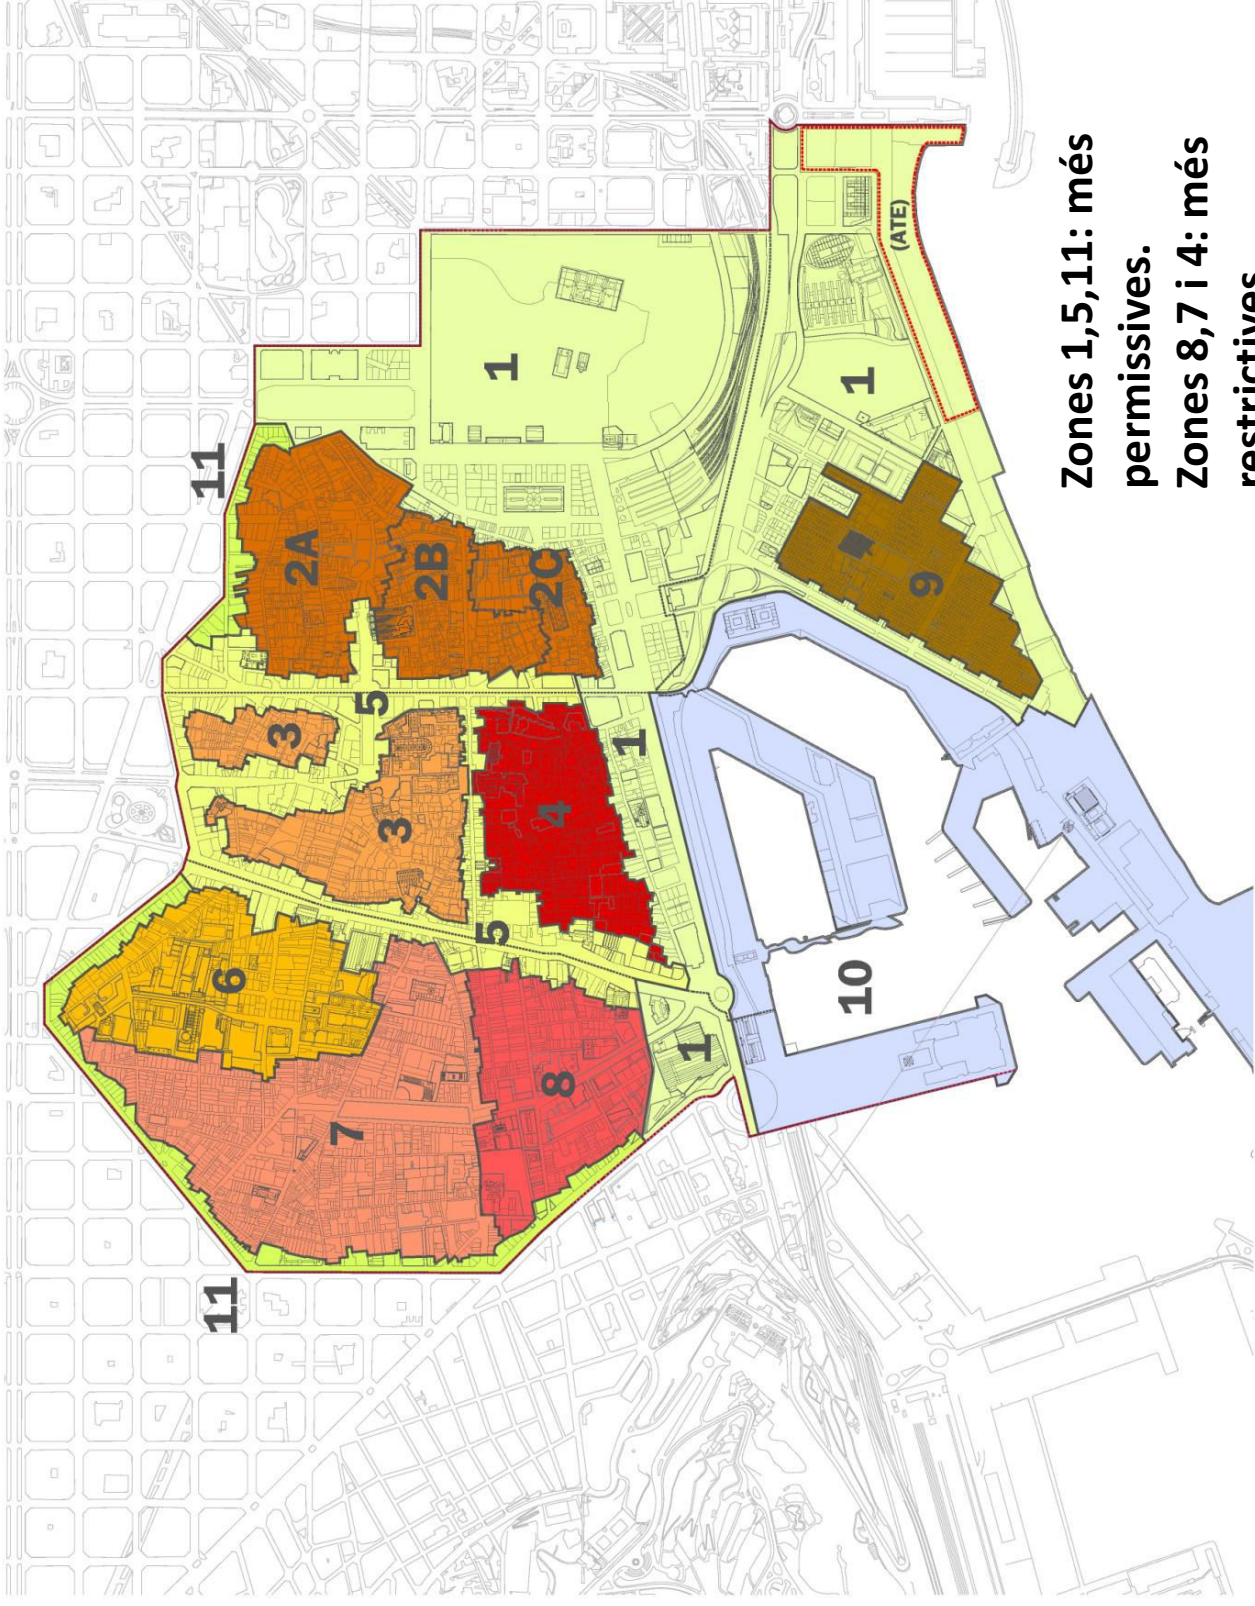 11
11
6
3
2A
7
5
3
2B
5
1
2C
8
4
1
1
10
1
(ATE)
9
Zones 1,5,11: més
permissives.
Zones 8,7 i 4: més
restrictives